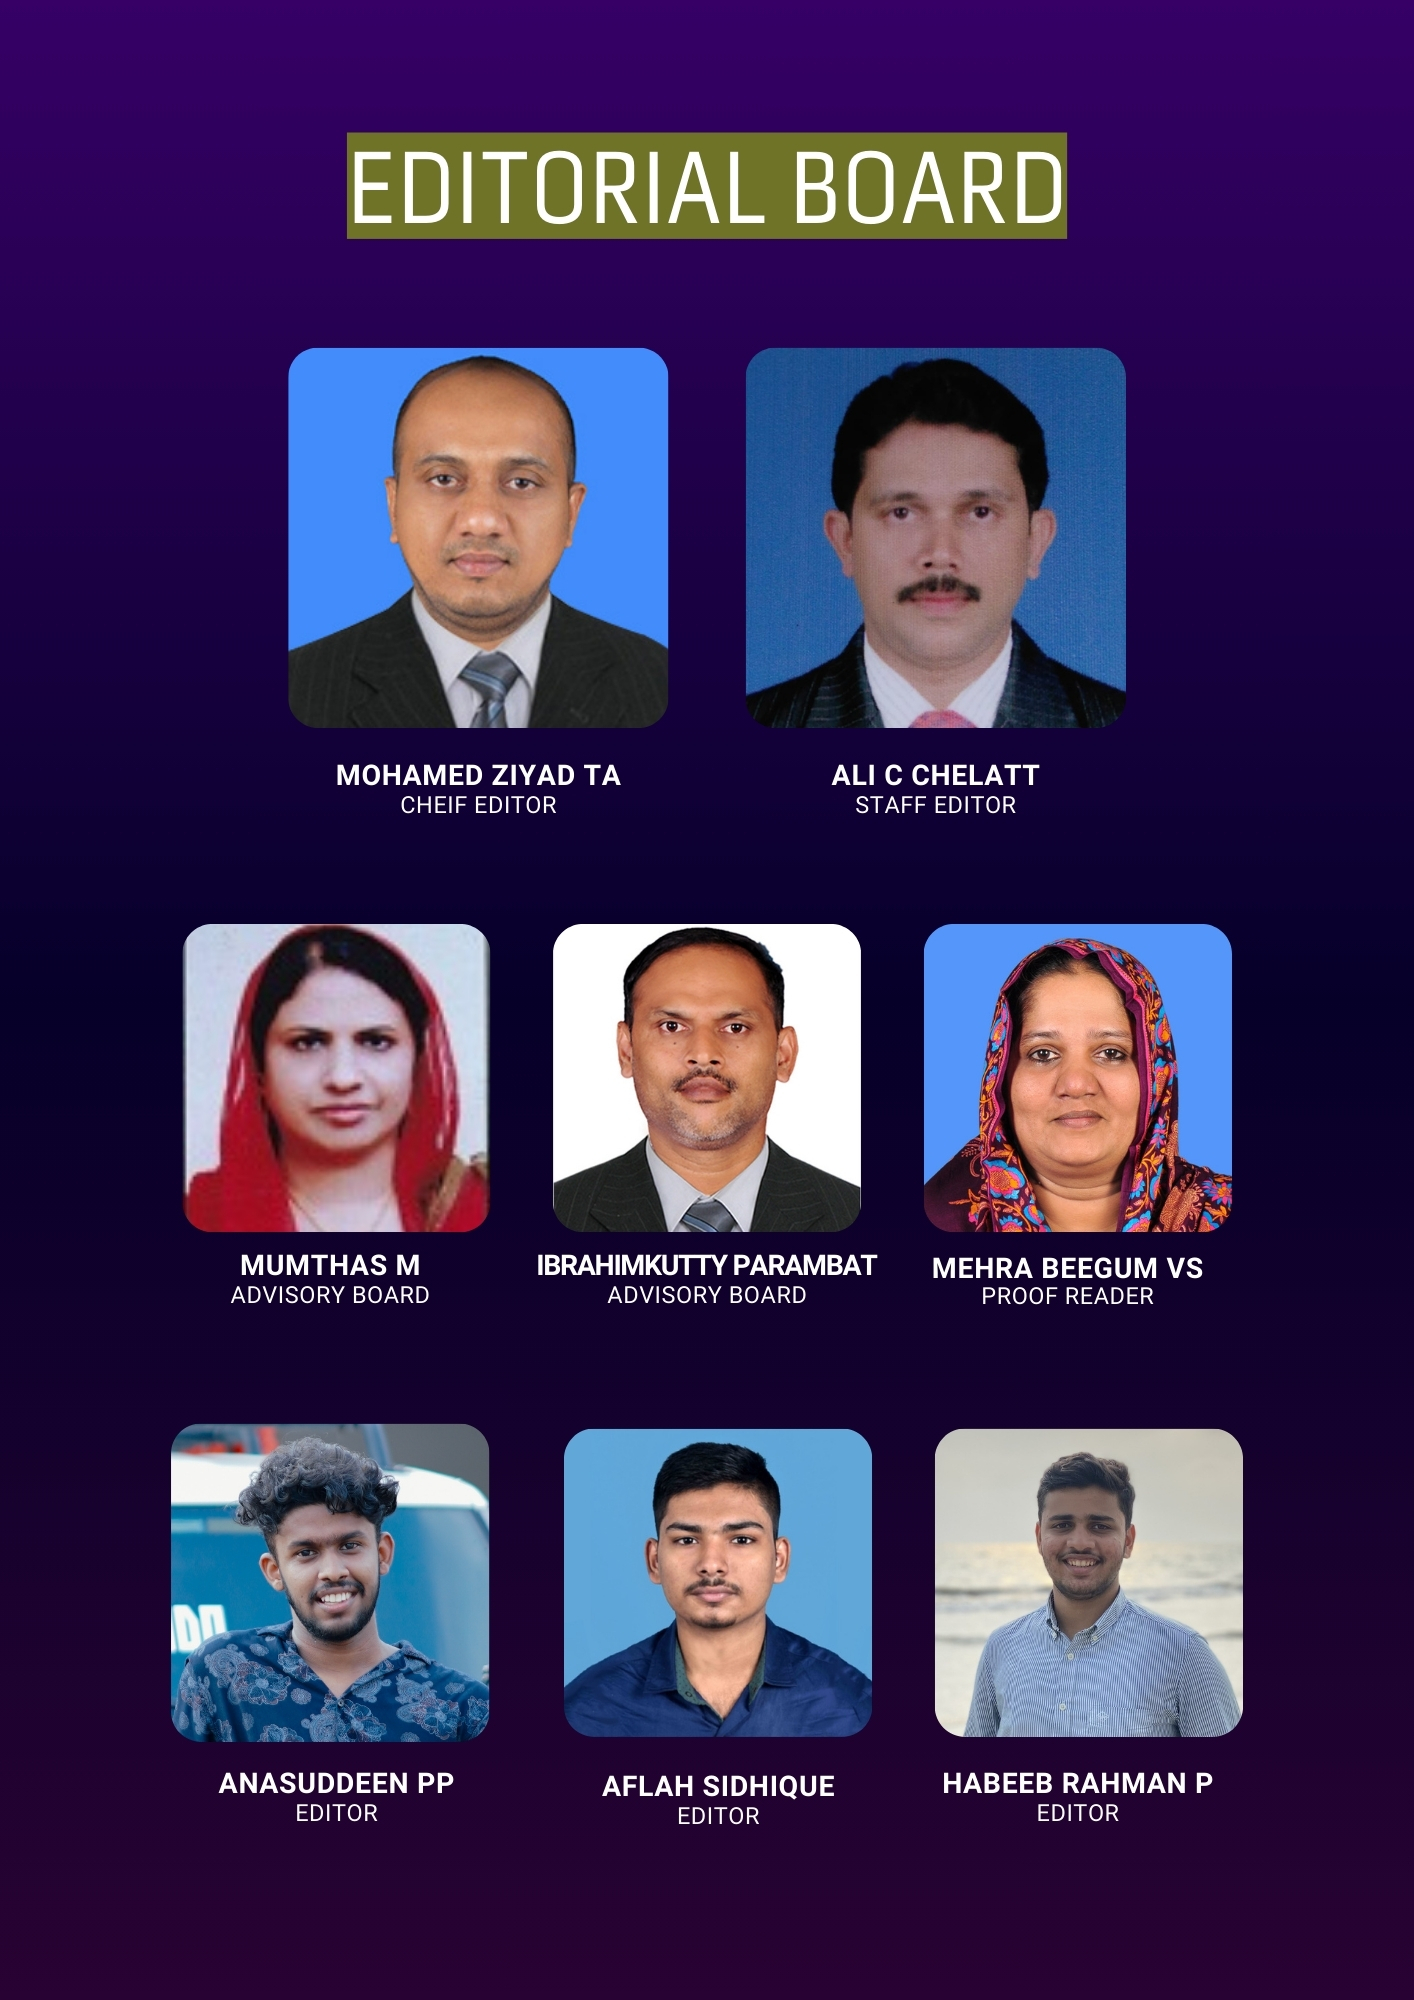 EDITORIAL BOARD
MOHAMED ZIYAD TA
CHEIF EDITOR
ALI C CHELATT
STAFF EDITOR
MUMTHAS M
ADVISORY BOARD
IBRAHIMKUTTY PARAMBAT
ADVISORY BOARD
MEHRA BEEGUM VS
PROOF READER
ANASUDDEEN PP
EDITOR
AFLAH SIDHIQUE
EDITOR
HABEEB RAHMAN P
EDITOR